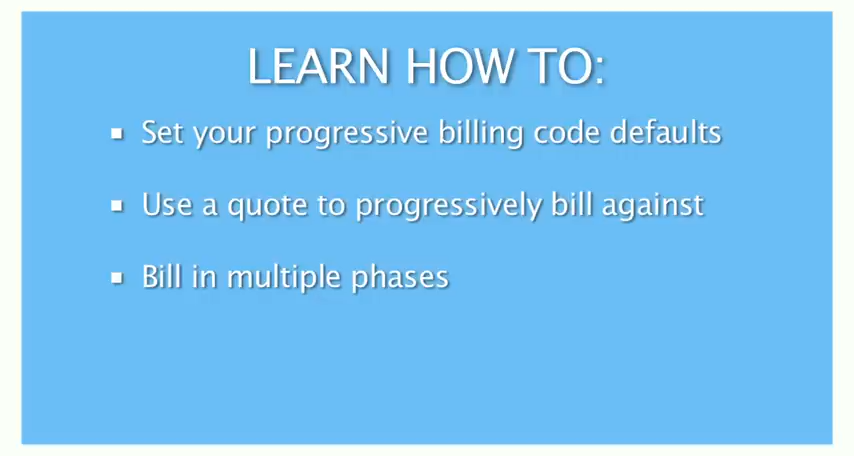 LEARN HOW TO:
▪ Set your progressive billing code defaults
▪ Use a quote to progressively bill against
▪ Bill in multiple phases